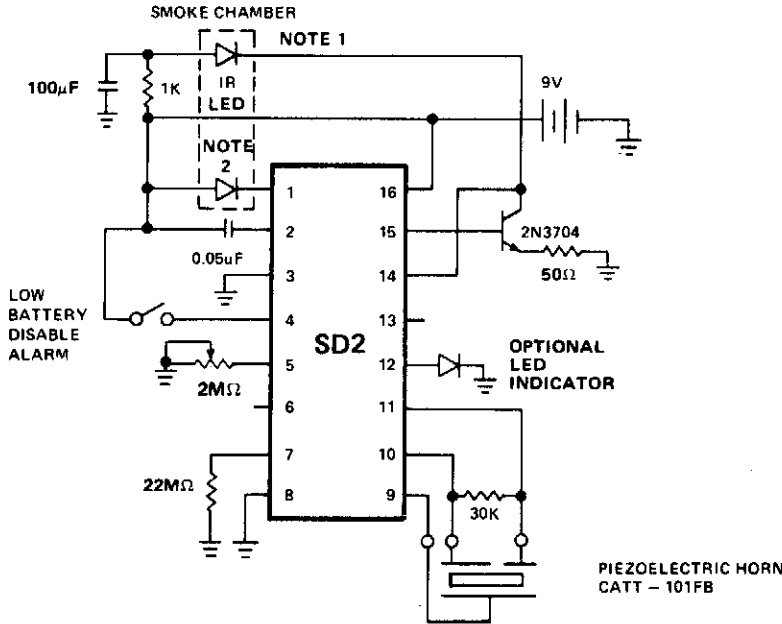 SMOKE CHAMBER
NOTE 1
100µF
1K
IR
LED
9V
NOTE
2
1
16
2
15
2N3704
0.05uF
3
14
50Ω
LOW
BATTERY
DISABLE
ALARM
4
13
SD2
5
12
OPTIONAL
LED
INDICATOR
2MΩ
6
11
7
10
22MΩ
8
9
30K
PIEZOELECTRIC HORN
CATT – 101FB